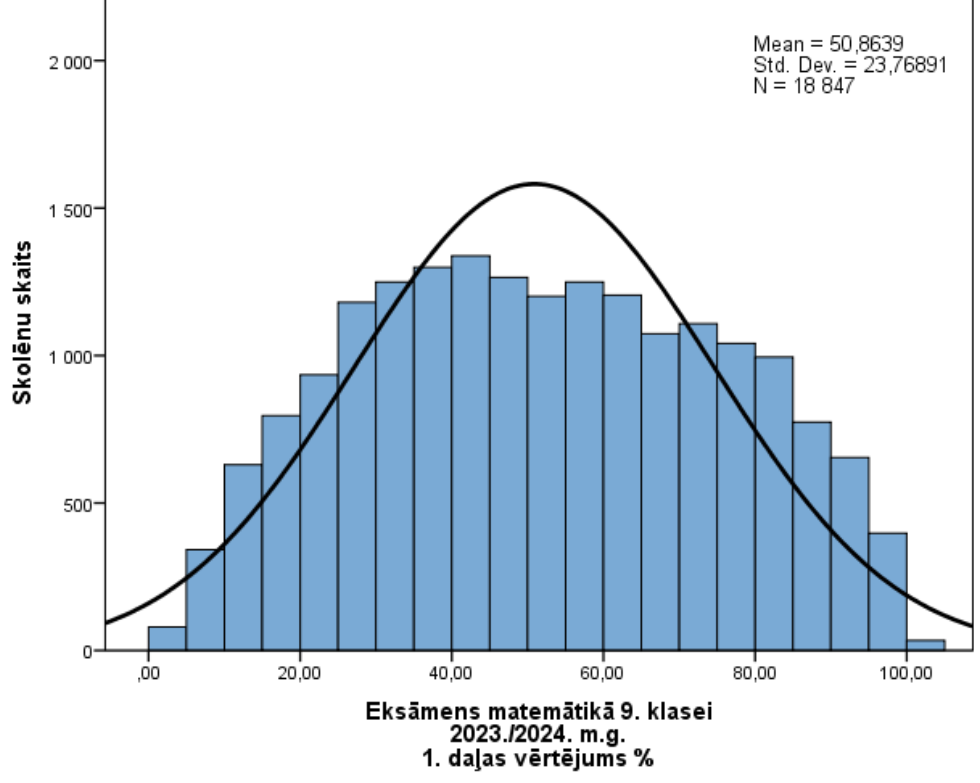 Mean = 50,8639
Std. Dev. = 23,76891
N = 18 847
2 000
1 500
1 000
500
0
Skolēnu skaits
,00
20,00
40,00
60,00
80,00
100,00
Eksāmens matemātikā 9. klasei
2023./2024. m.g.
1. daļas vērtējums %